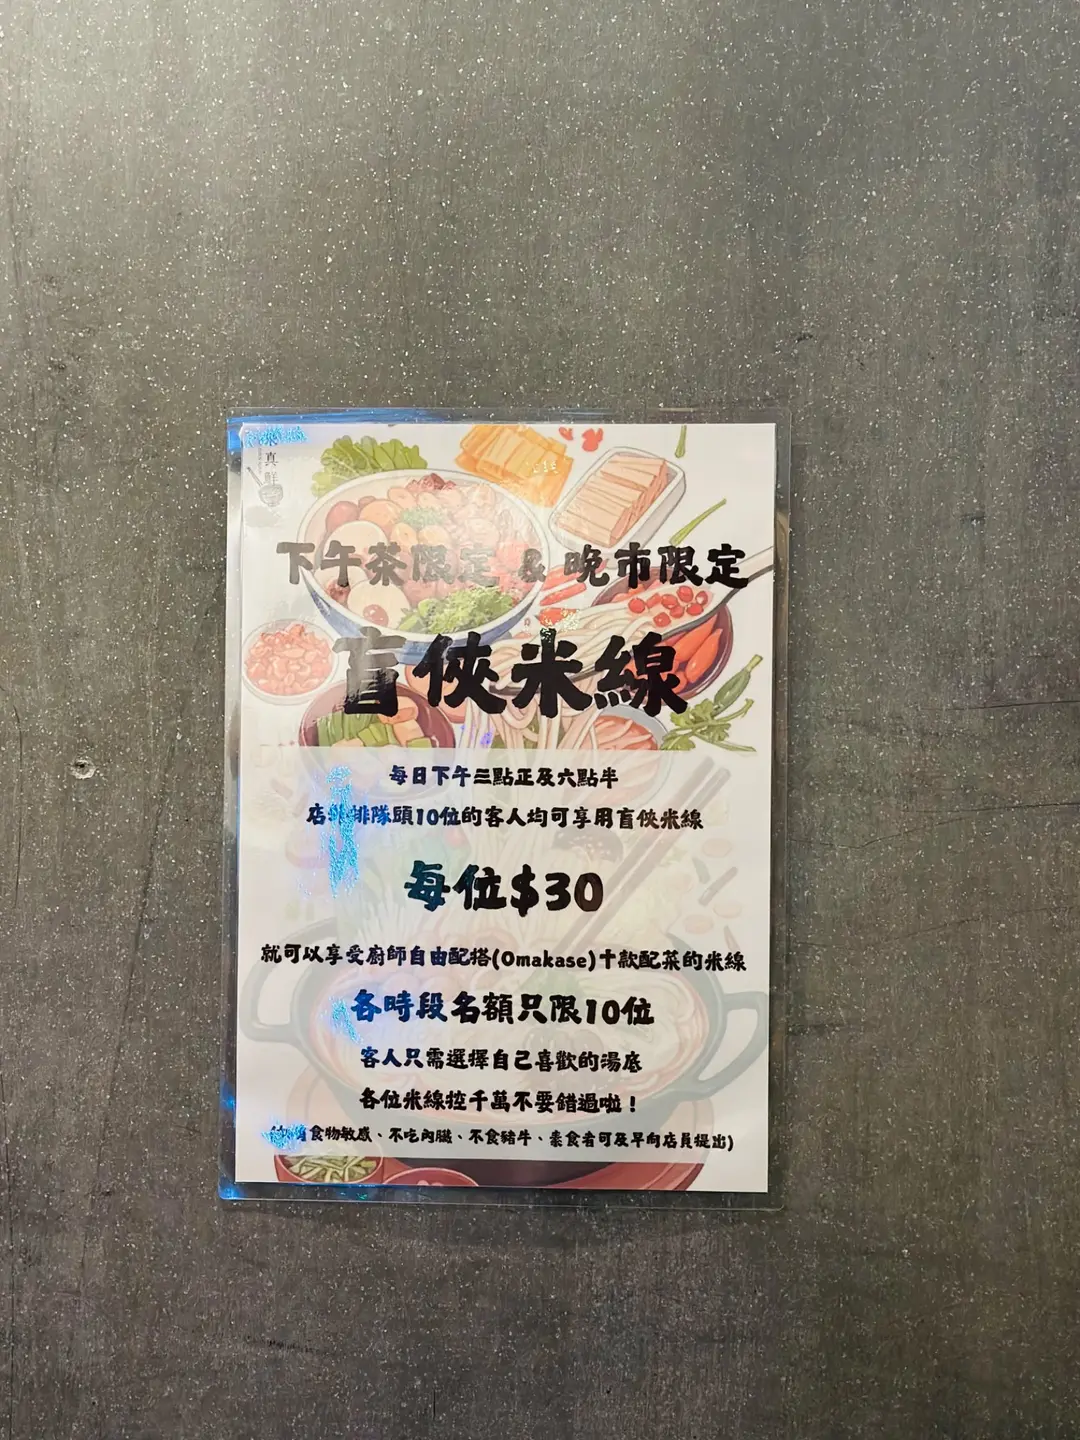 真鮮
下午茶限定 & 晚市限定
盲俠米線
每日下午三點正及六點半
店外排隊頭10位的客人均可享用盲俠米線
每位$30
就可以享受廚師自由配搭(Omakase)十款配菜的米線
各時段名額只限10位
客人只需選擇自己喜歡的湯底
各位米線控千萬不要錯過啦！
食物敏感、不吃內臟、不食豬牛、素食者可及早向店員提出)